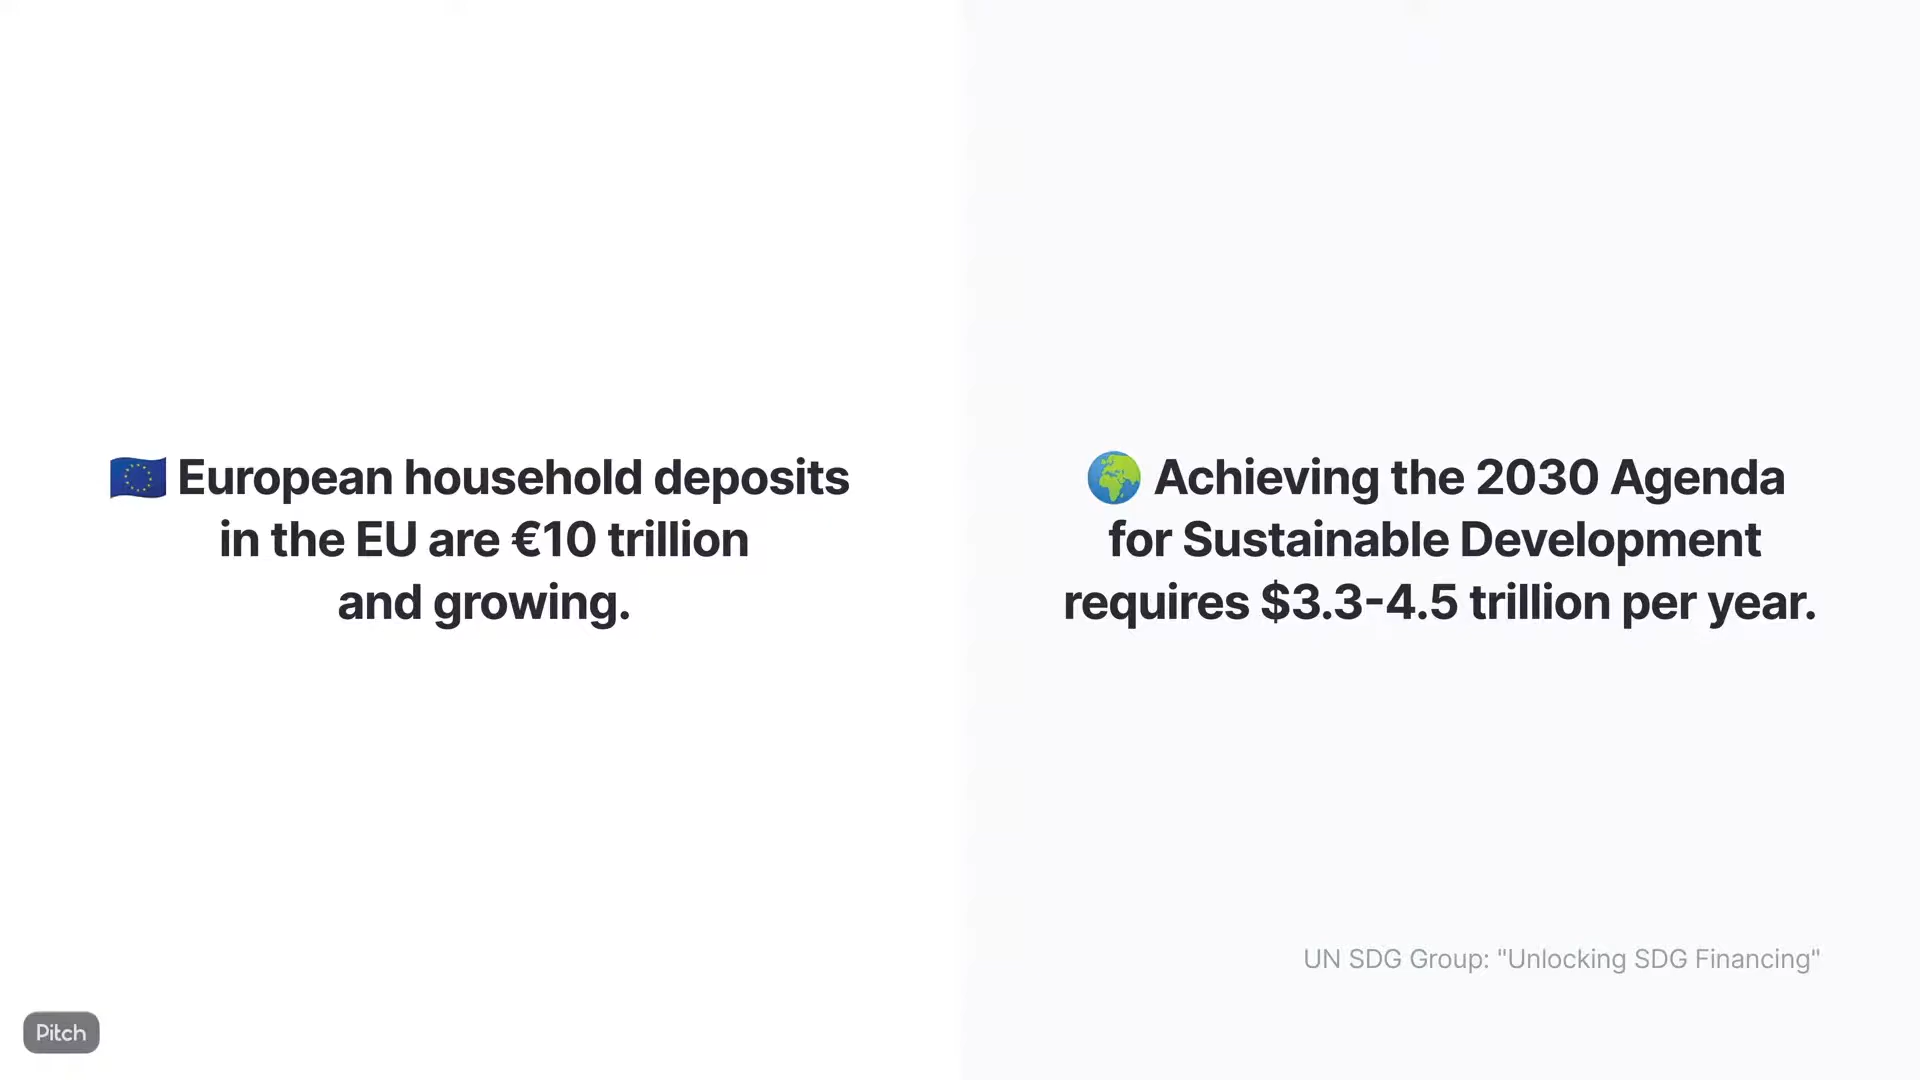 🇪🇺 European household deposits
in the EU are €10 trillion
and growing.
🌍 Achieving the 2030 Agenda
for Sustainable Development
requires $3.3-4.5 trillion per year.
UN SDG Group: "Unlocking SDG Financing"
Pitch